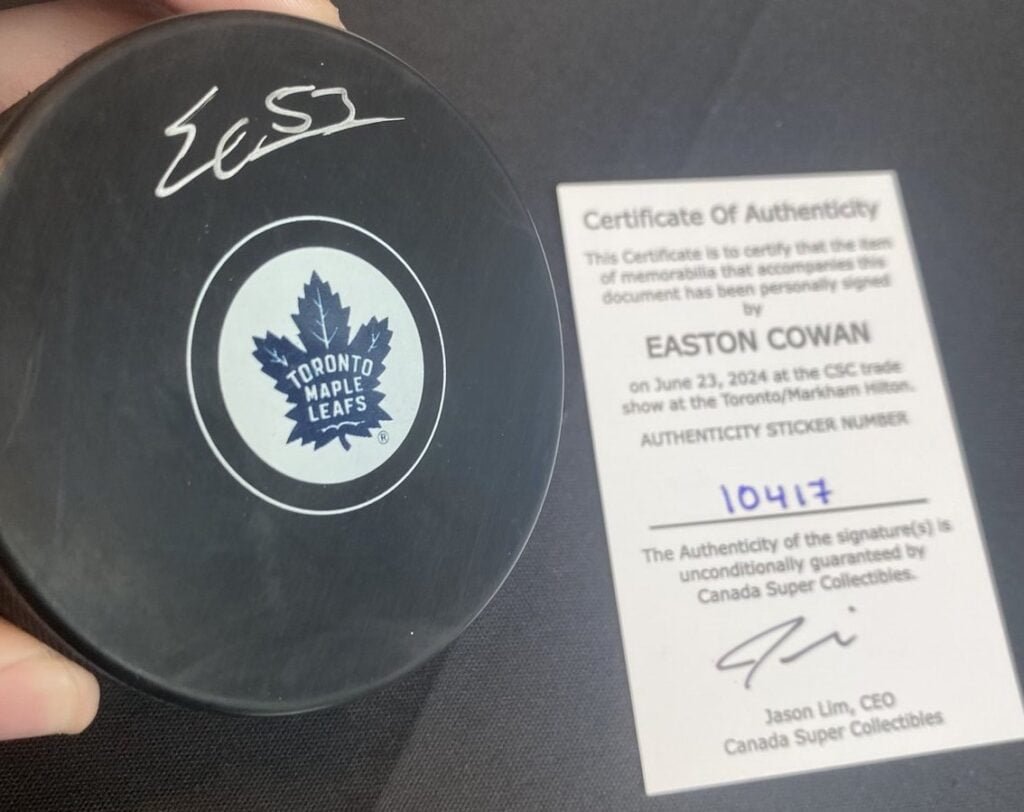 EC 53
TORONTO
MAPLE
LEAFS
®
Certificate Of Authenticity
This Certificate is to certify that the item
of memorabilia that accompanies this
document has been personally signed
by
EASTON COWAN
on June 23, 2024 at the CSC trade
show at the Toronto/Markham Hilton.
AUTHENTICITY STICKER NUMBER
10417
The Authenticity of the signature(s) is
unconditionally guaranteed by
Canada Super Collectibles.
Jason Lim, CEO
Canada Super Collectibles